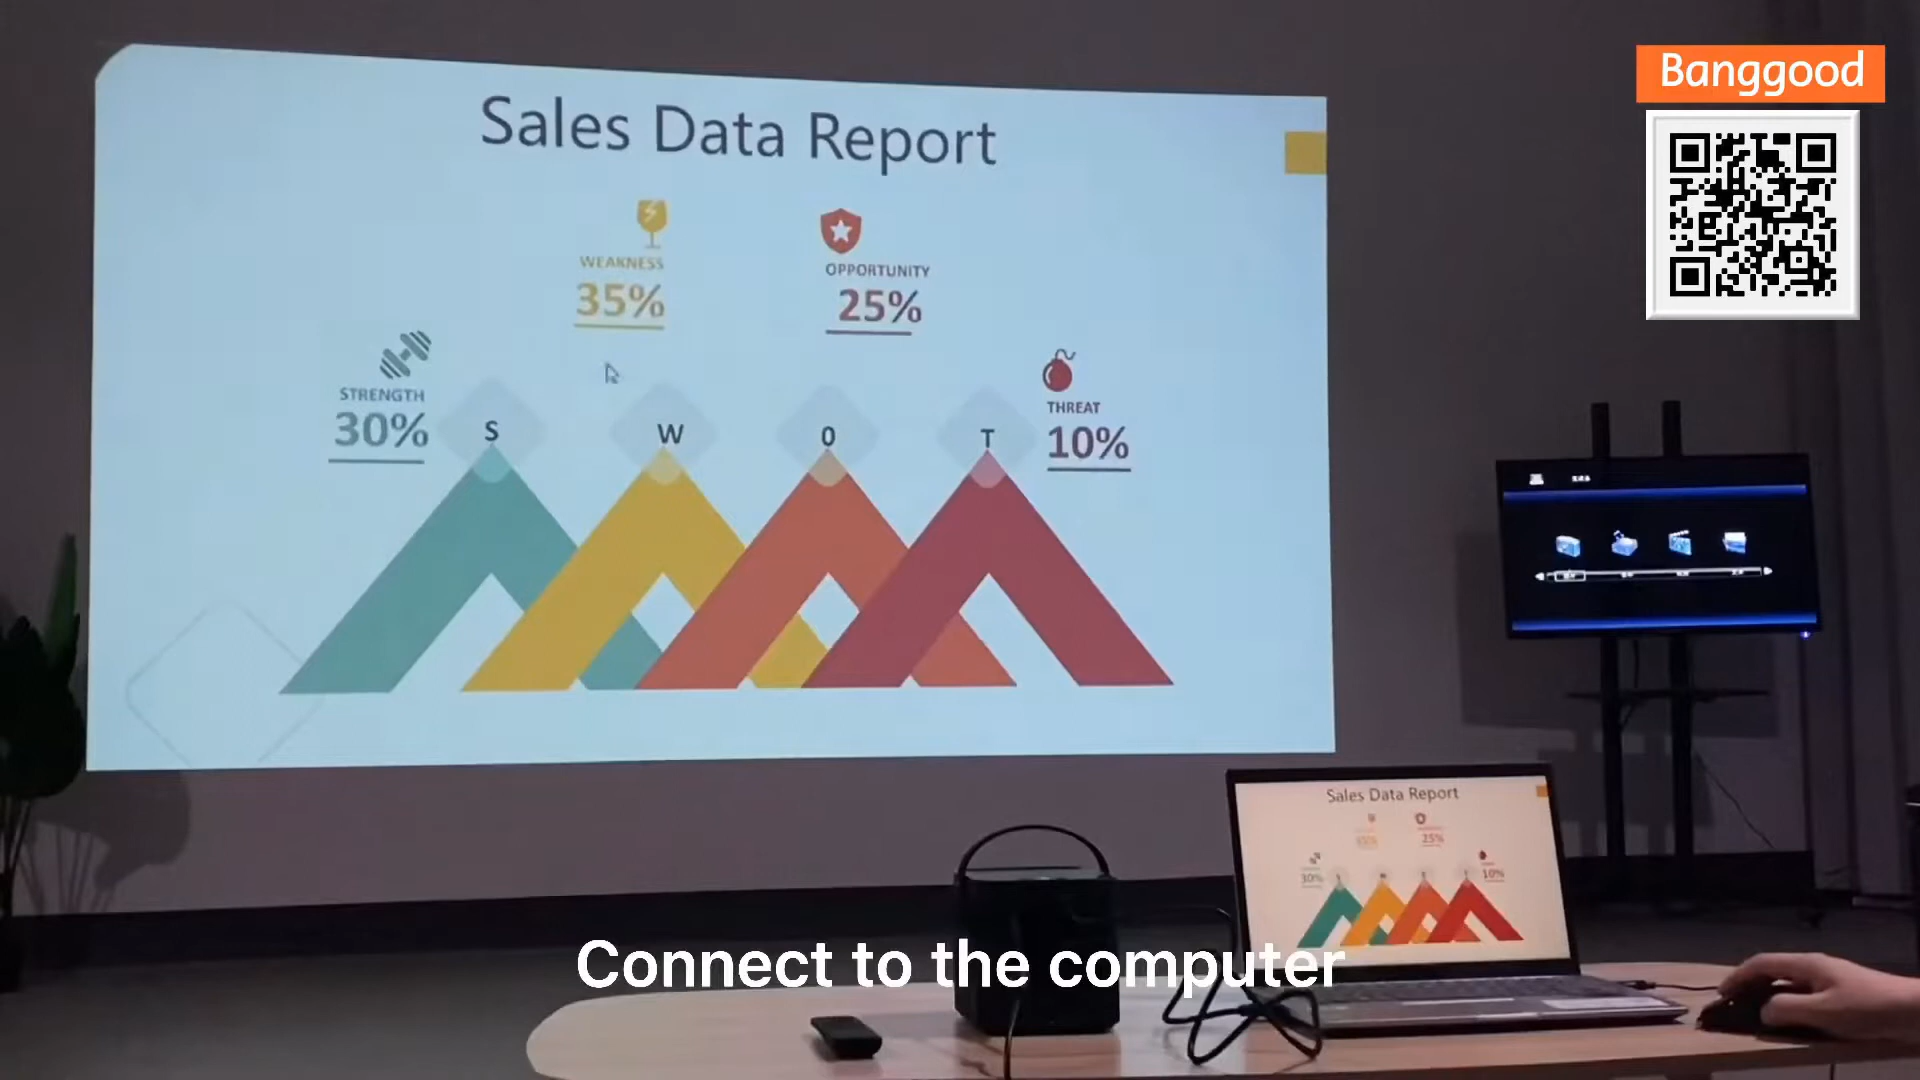 Banggood
Sales Data Report
WEAKNESS
35%
OPPORTUNITY
25%
STRENGTH
30%
THREAT
10%
S
W
O
T
Sales Data Report
25%
30%
10%
Connect to the computer